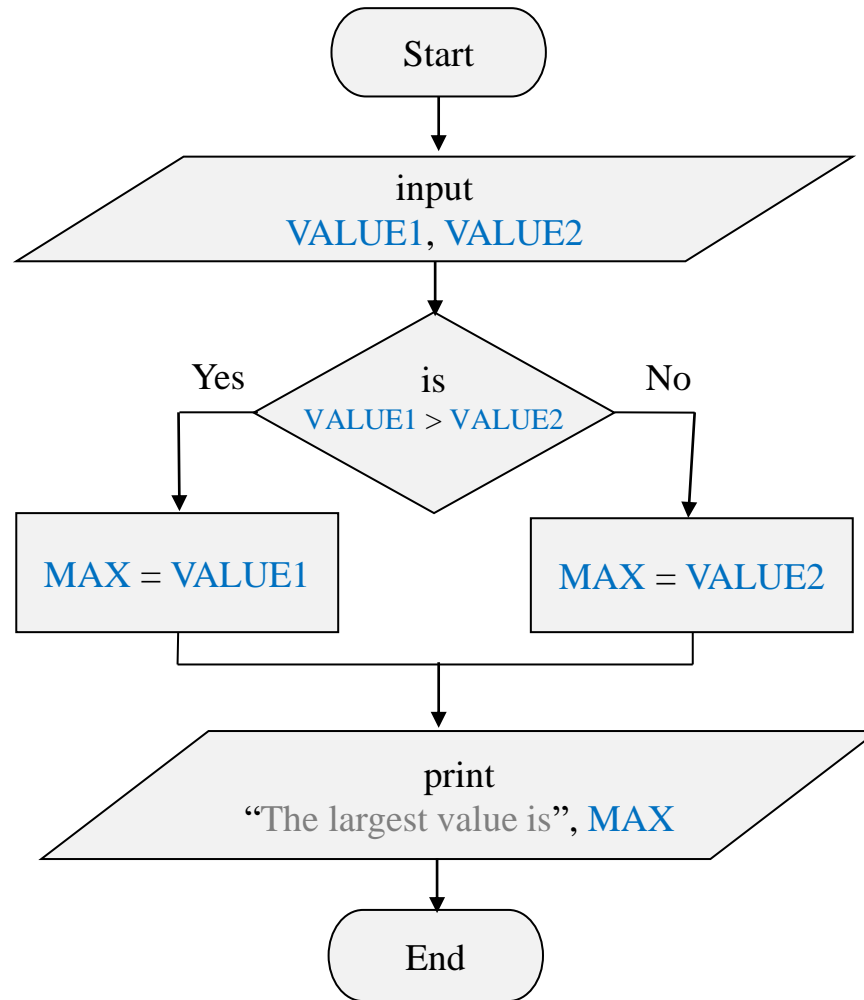 Start
input
VALUE1, VALUE2
Yes
is
No
VALUE1 > VALUE2
MAX = VALUE1
MAX = VALUE2
print
“The largest value is”, MAX
End